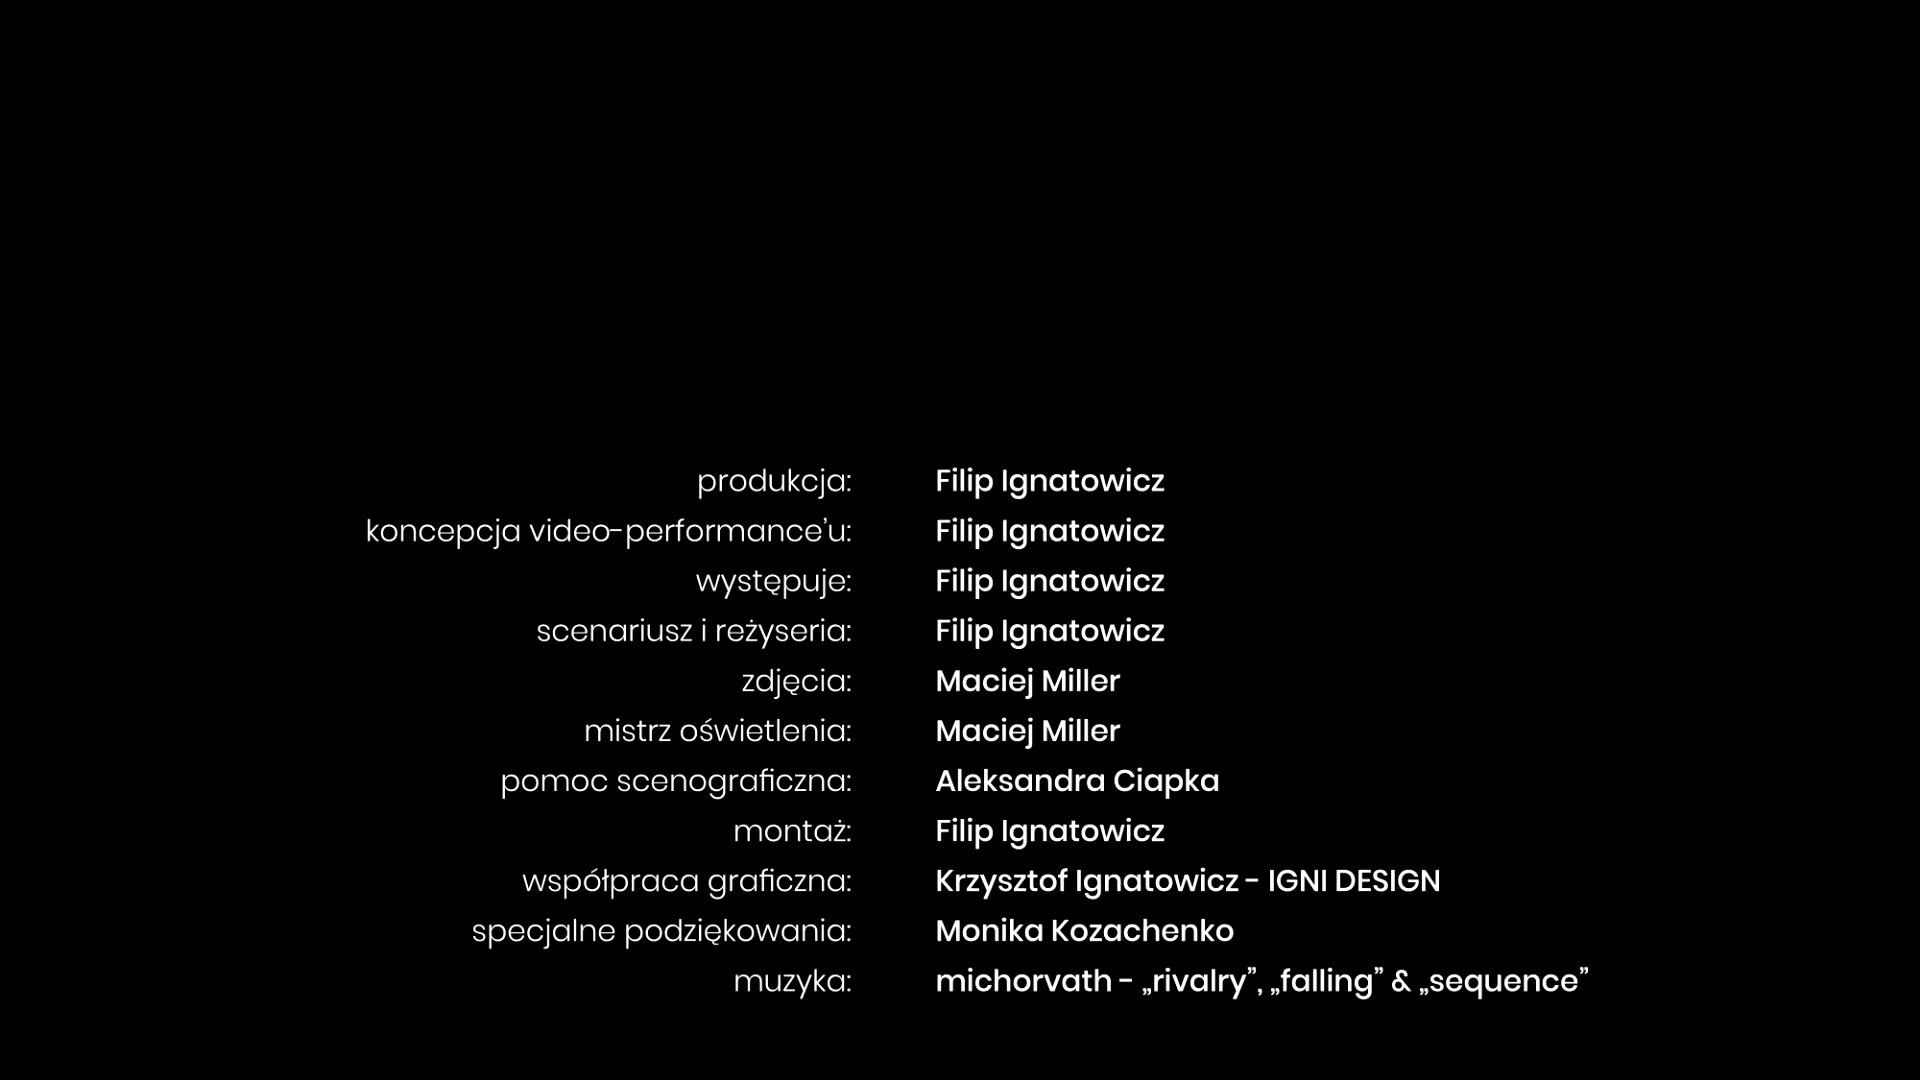 produkcja: Filip Ignatowicz
koncepcja video-performance’u: Filip Ignatowicz
występuje: Filip Ignatowicz
scenariusz i reżyseria: Filip Ignatowicz
zdjęcia: Maciej Miller
mistrz oświetlenia: Maciej Miller
pomoc scenograficzna: Aleksandra Ciapka
montaż: Filip Ignatowicz
współpraca graficzna: Krzysztof Ignatowicz - IGNI DESIGN
specjalne podziękowania: Monika Kozachenko
muzyka: michorvath - „rivalry”, „falling” & „sequence”